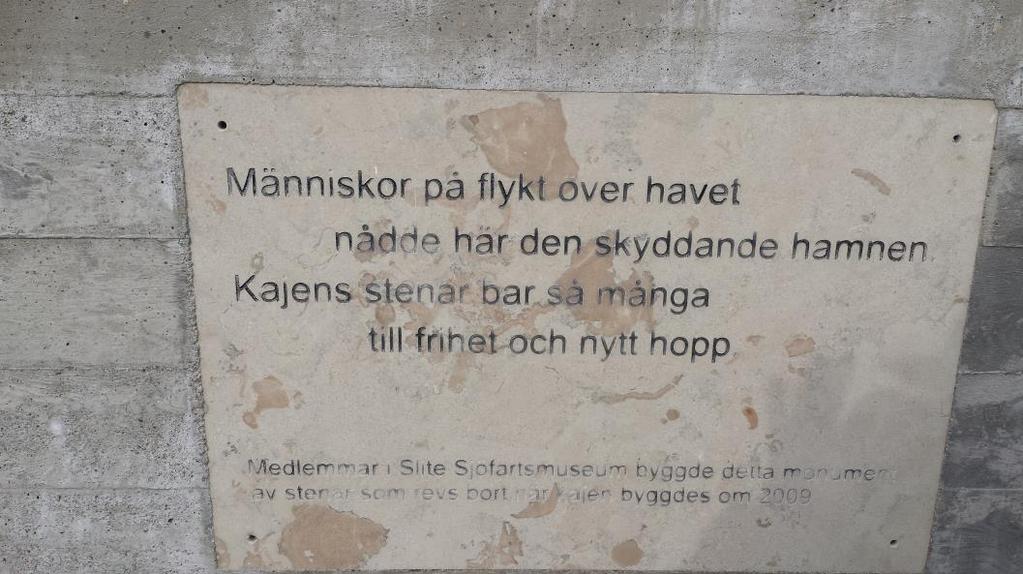 Människor på flykt över havet
nådde här den skyddande hamnen.
Kajens stenar bar så många
till frihet och nytt hopp
Medlemmar i Slite Sjöfartsmuseum byggde detta monument
av stenar som revs bort när kajen byggdes om 2009